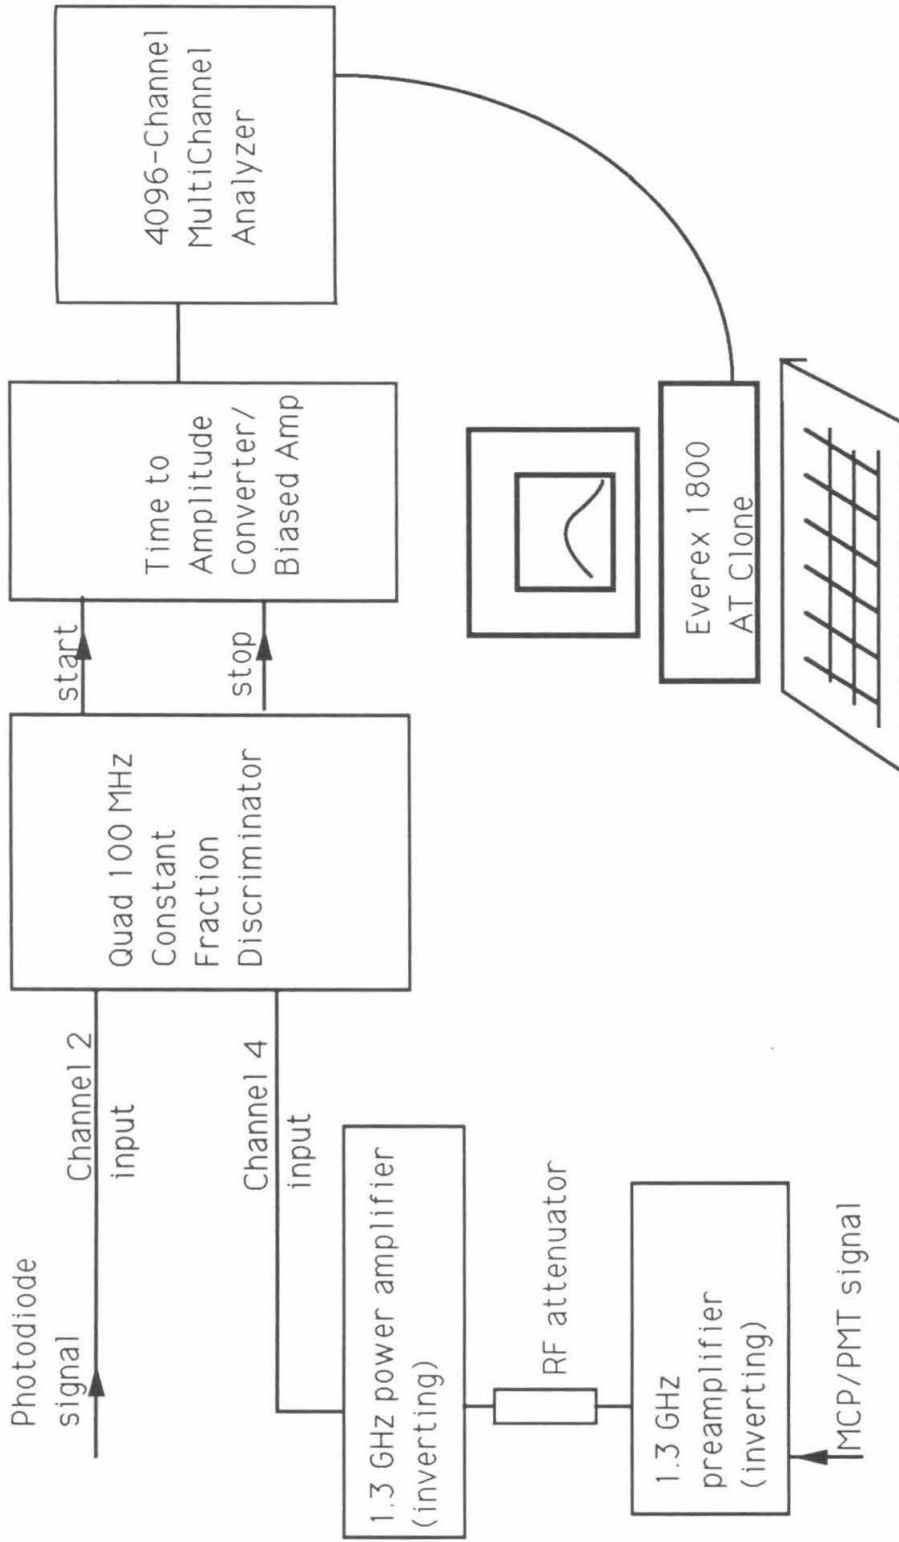 Photodiode
signal
Channel 2
input
Channel 4
input
Quad 100 MHz
Constant
Fraction
Discriminator
start
stop
Time to
Amplitude
Converter/
Biased Amp
4096-Channel
MultiChannel
Analyzer
1.3 GHz power amplifier
(inverting)
RF attenuator
1.3 GHz
preamplifier
(inverting)
MCP/PMT signal
Everex 1800
AT Clone